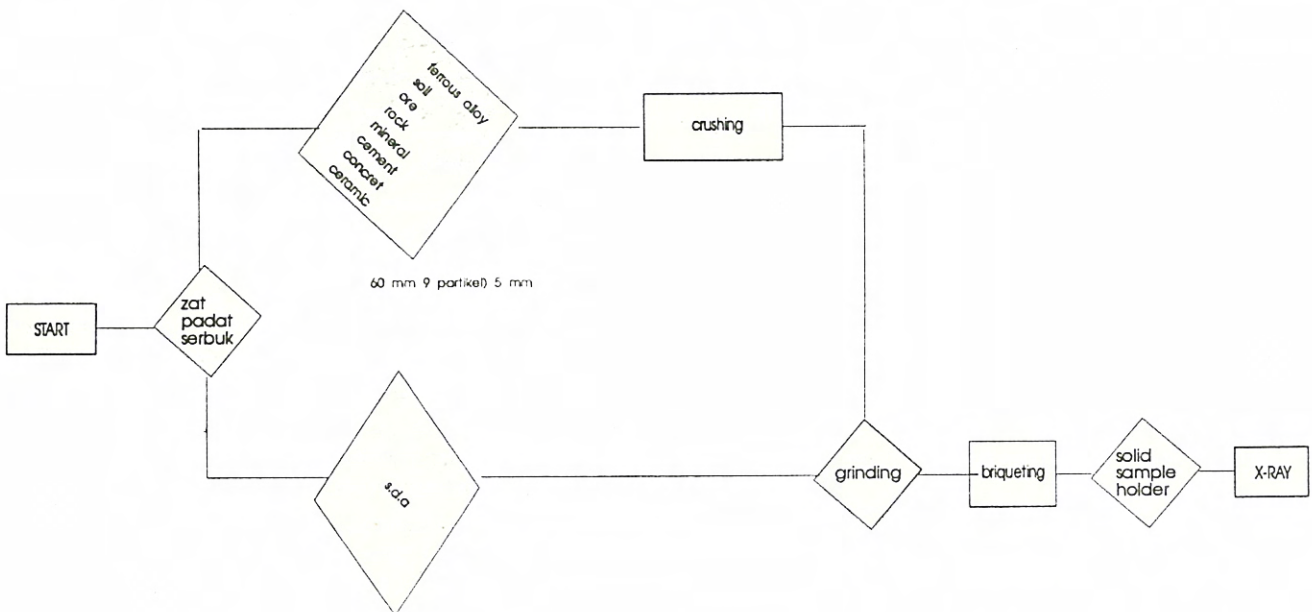 START
zat
padat
serbuk
ferrous alloy
soil
ore
rock
mineral
cement
concret
ceramic
60 mm 9 partikel) 5 mm
crushing
s.d.a
grinding
briqueting
solid
sample
holder
X-RAY